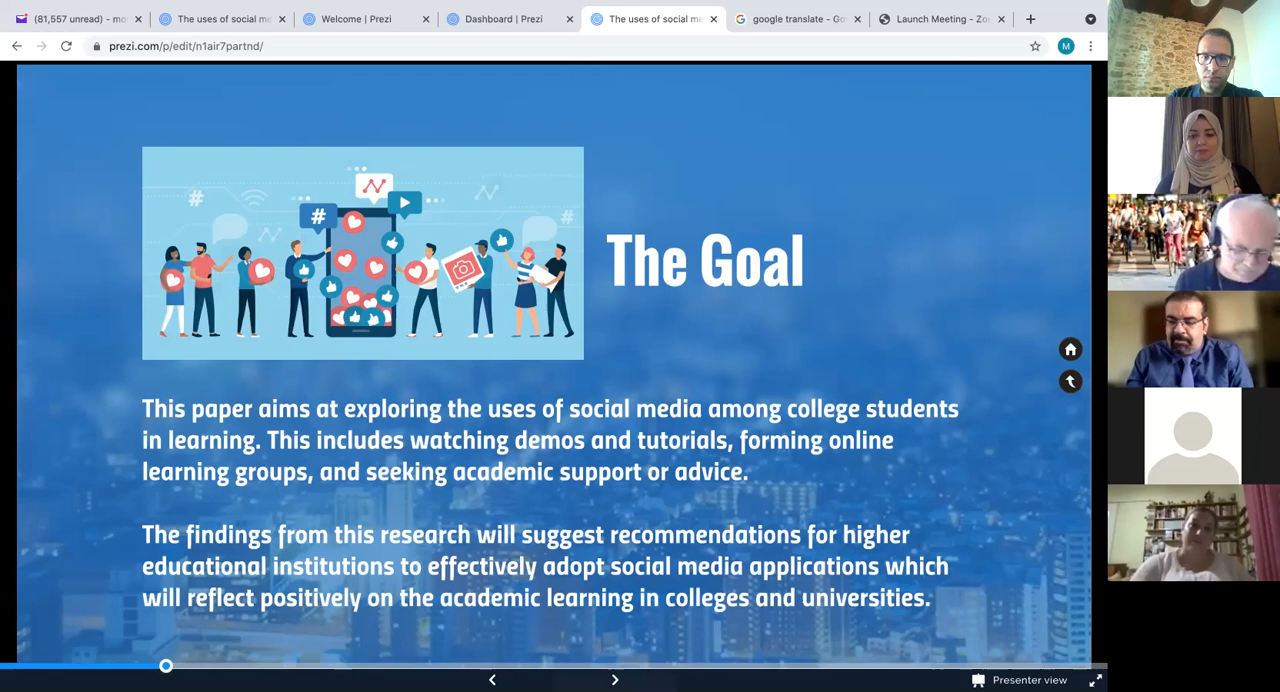 (81,557 unread) - mo
The uses of social me
Welcome | Prezi
Dashboard | Prezi
The uses of social m
google translate - Go
Launch Meeting - Zo
prezi.com/p/edit/n1air7partnd/
M
#
#
#
The Goal
This paper aims at exploring the uses of social media among college students
in learning. This includes watching demos and tutorials, forming online
learning groups, and seeking academic support or advice.
The findings from this research will suggest recommendations for higher
educational institutions to effectively adopt social media applications which
will reflect positively on the academic learning in colleges and universities.
Presenter view